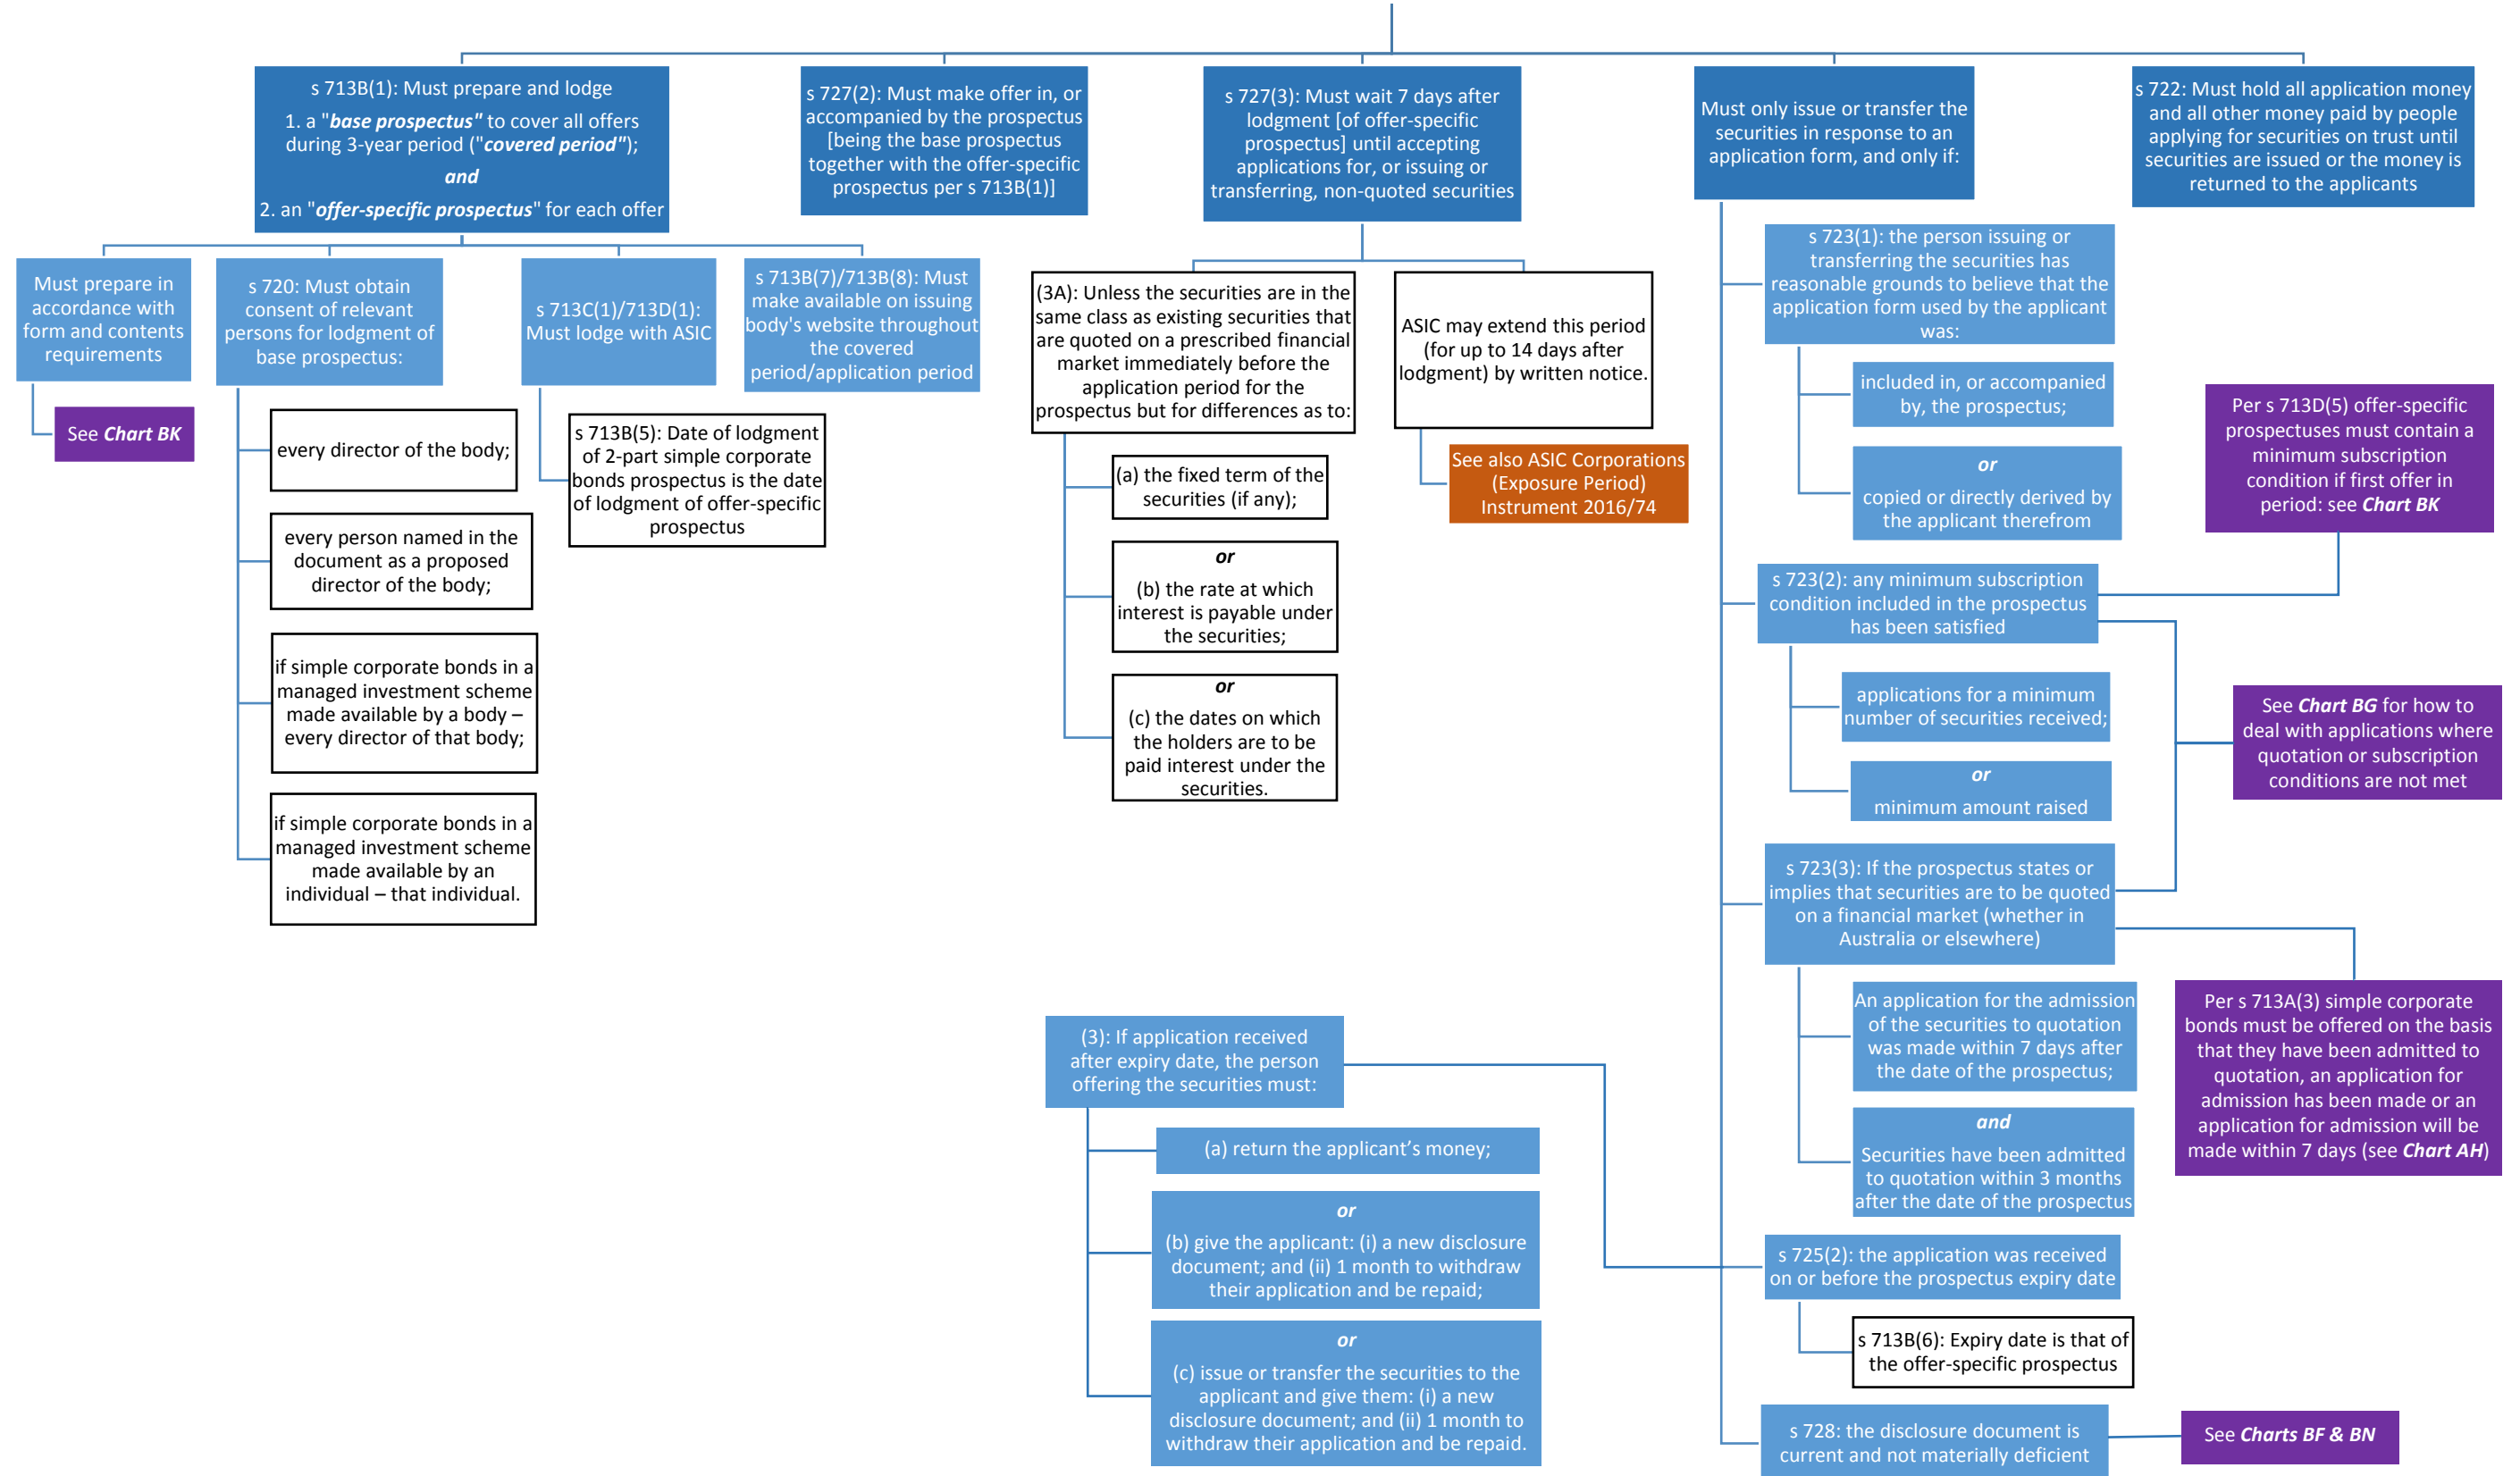 s 713B(1): Must prepare and lodge
1. a "base prospectus" to cover all offers
during 3-year period ("covered period");
and
2. an "offer-specific prospectus" for each offer
s 727(2): Must make offer in, or
accompanied by the prospectus
[being the base prospectus
together with the offer-specific
prospectus per s 713B(1)]
s 727(3): Must wait 7 days after
lodgment [of offer-specific
prospectus] until accepting
applications for, or issuing or
transferring, non-quoted securities
Must only issue or transfer the
securities in response to an
application form, and only if:
s 722: Must hold all application money
and all other money paid by people
applying for securities on trust until
securities are issued or the money is
returned to the applicants
Must prepare in
accordance with
form and contents
requirements
See Chart BK
s 720: Must obtain
consent of relevant
persons for lodgment of
base prospectus:
every director of the body;
every person named in the
document as a proposed
director of the body;
if simple corporate bonds in a
managed investment scheme
made available by a body –
every director of that body;
if simple corporate bonds in a
managed investment scheme
made available by an
individual – that individual.
s 713C(1)/713D(1):
Must lodge with ASIC
s 713B(5): Date of lodgment
of 2-part simple corporate
bonds prospectus is the date
of lodgment of offer-specific
prospectus
s 713B(7)/713B(8): Must
make available on issuing
body's website throughout
the covered
period/application period
(3A): Unless the securities are in the
same class as existing securities that
are quoted on a prescribed financial
market immediately before the
application period for the
prospectus but for differences as to:
(a) the fixed term of the
securities (if any);
or
(b) the rate at which
interest is payable under
the securities;
or
(c) the dates on which
the holders are to be
paid interest under the
securities.
ASIC may extend this period
(for up to 14 days after
lodgment) by written notice.
See also ASIC Corporations
(Exposure Period)
Instrument 2016/74
s 723(1): the person issuing or
transferring the securities has
reasonable grounds to believe that the
application form used by the applicant
was:
included in, or accompanied
by, the prospectus;
or
copied or directly derived by
the applicant therefrom
s 723(2): any minimum subscription
condition included in the prospectus
has been satisfied
applications for a minimum
number of securities received;
or
minimum amount raised
s 723(3): If the prospectus states or
implies that securities are to be quoted
on a financial market (whether in
Australia or elsewhere)
An application for the admission
of the securities to quotation
was made within 7 days after
the date of the prospectus;
and
Securities have been admitted
to quotation within 3 months
after the date of the prospectus
Per s 713D(5) offer-specific
prospectuses must contain a
minimum subscription
condition if first offer in
period: see Chart BK
See Chart BG for how to
deal with applications where
quotation or subscription
conditions are not met
Per s 713A(3) simple corporate
bonds must be offered on the basis
that they have been admitted to
quotation, an application for
admission has been made or an
application for admission will be
made within 7 days (see Chart AH)
s 725(2): the application was received
on or before the prospectus expiry date
s 713B(6): Expiry date is that of
the offer-specific prospectus
(3): If application received
after expiry date, the person
offering the securities must:
(a) return the applicant’s money;
or
(b) give the applicant: (i) a new disclosure
document; and (ii) 1 month to withdraw
their application and be repaid;
or
(c) issue or transfer the securities to the
applicant and give them: (i) a new
disclosure document; and (ii) 1 month to
withdraw their application and be repaid.
s 728: the disclosure document is
current and not materially deficient
See Charts BF & BN